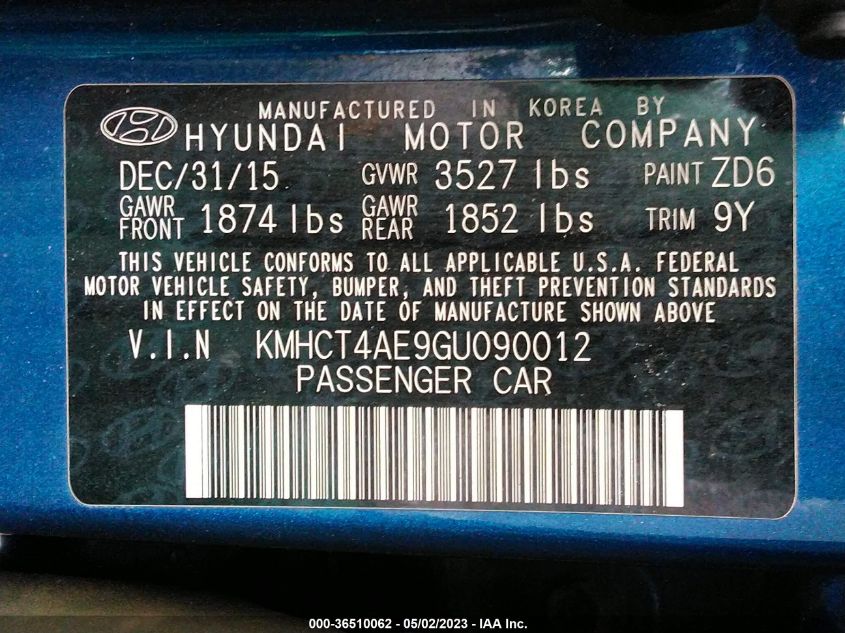 MANUFACTURED IN KOREA BY
HYUNDAI MOTOR COMPANY
DEC/31/15 GVWR 3527 lbs PAINT ZD6
GAWR FRONT 1874 lbs GAWR REAR 1852 lbs TRIM 9Y
THIS VEHICLE CONFORMS TO ALL APPLICABLE U.S.A. FEDERAL
MOTOR VEHICLE SAFETY, BUMPER, AND THEFT PREVENTION STANDARDS
IN EFFECT ON THE DATE OF MANUFACTURE SHOWN ABOVE
V.I.N KMHCT4AE9GU090012
PASSENGER CAR
000-36510062 - 05/02/2023 - IAA Inc.